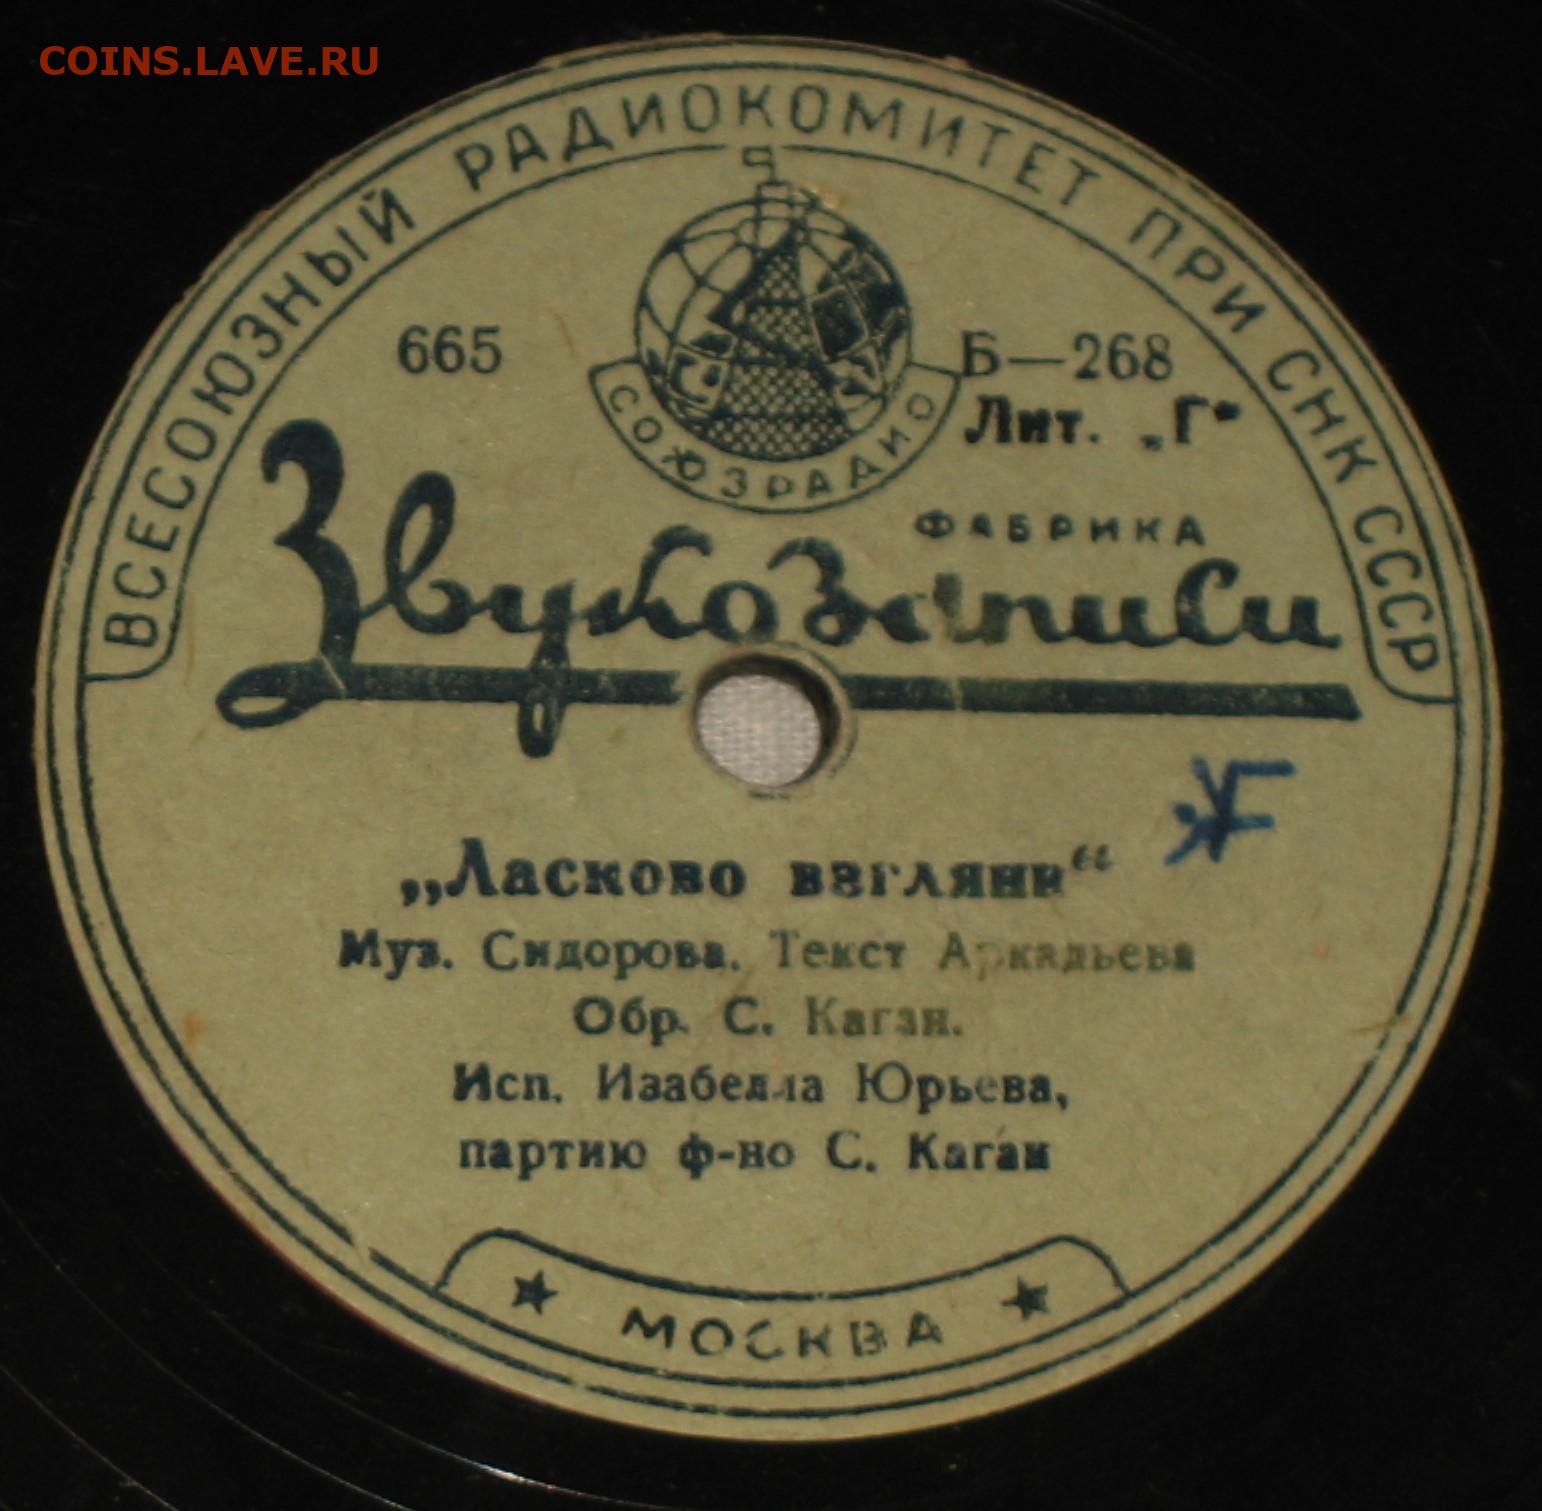 COINS.LAVE.RU
ВСЕСОЮЗНЫЙ РАДИОКОМИТЕТ ПРИ СНК СССР
665
СОЮЗРАДИО
Б—268
Лит. „Г“
ФАБРИКА
Звукозаписи
„Ласково взгляни“
Муз. Сидорова. Текст Аркадьева
Обр. С. Каган.
Исп. Изабелла Юрьева,
партию ф-но С. Каган
МОСКВА